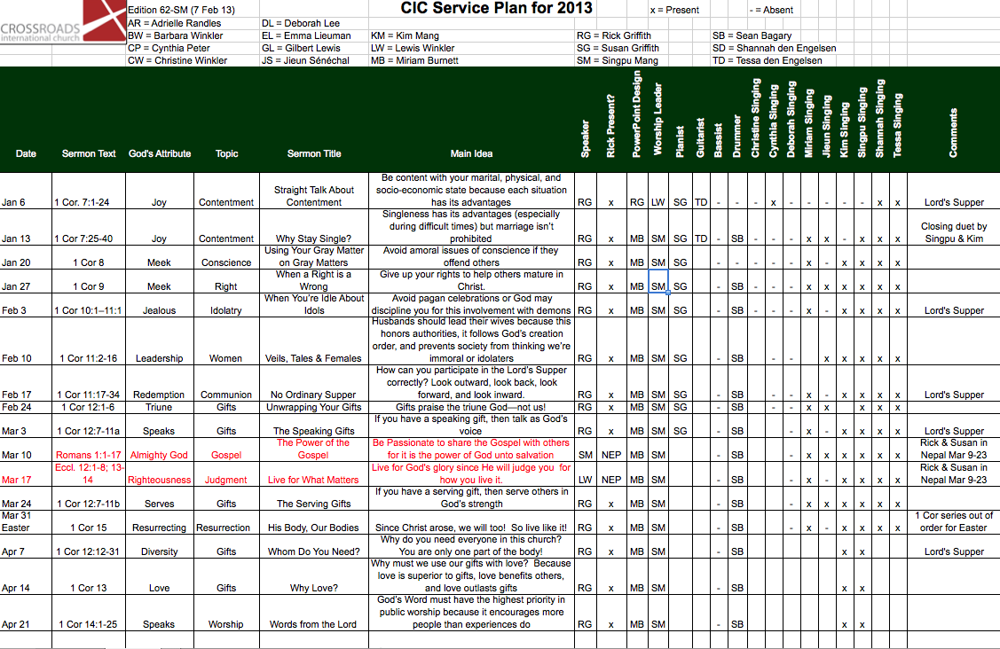 CROSSROADS
international church
Edition 62-SM (7 Feb 13)
CIC Service Plan for 2013
x = Present
- = Absent
AR = Adrielle Randles DL = Deborah Lee
BW = Barbara Winkler EL = Emma Lieuman KM = Kim Mang RG = Rick Griffith SB = Sean Bagary
CP = Cynthia Peter GL = Gilbert Lewis LW = Lewis Winkler SG = Susan Griffith SD = Shannah den Engelsen
CW = Christine Winkler JS = Jieun Sénéchal MB = Miriam Burnett SM = Singpu Mang TD = Tessa den Engelsen
Date Sermon Text God's Attribute Topic Sermon Title Main Idea Speaker Rick Present? PowerPoint Design Worship Leader Pianist Guitarist Bassist Drummer Christine Singing Cynthia Singing Deborah Singing Miriam Singing Jieun Singing Kim Singing Singpu Singing Shannah Singing Tessa Singing Comments
Be content with your marital, physical, and
Straight Talk About socio-economic state because each situation
Jan 6 1 Cor. 7:1-24 Joy Contentment Contentment has its advantages RG x RG LW SG TD - - - x - - - - - x x Lord's Supper
Singleness has its advantages (especially
during difficult times) but marriage isn't Closing duet by
Jan 13 1 Cor 7:25-40 Joy Contentment Why Stay Single? prohibited RG x MB SM SG TD - SB - - - x x - x x x Singpu & Kim
Using Your Gray Matter Avoid amoral issues of conscience if they
Jan 20 1 Cor 8 Meek Conscience on Gray Matters offend others RG x MB SM SG - - - - - x - x x x x
When a Right is a Give up your rights to help others mature in
Jan 27 1 Cor 9 Meek Right Wrong Christ. RG x MB SM SG - SB - - - x x x x x x
When You're Idle About Avoid pagan celebrations or God may
Feb 3 1 Cor 10:1–11:1 Jealous Idolatry Idols discipline you for this involvement with demons RG x MB SM SG - SB - - - x - x x x x Lord's Supper
Husbands should lead their wives because this
honors authorities, it follows God's creation
order, and prevents society from thinking we're
Feb 10 1 Cor 11:2-16 Leadership Women Veils, Tales & Females immoral or idolaters RG x MB SM SG - SB - - x x x x x
How can you participate in the Lord's Supper
correctly? Look outward, look back, look
Feb 17 1 Cor 11:17-34 Redemption Communion No Ordinary Supper forward, and look inward. RG x MB SM SG - SB - - x - x x x x Lord's Supper
Feb 24 1 Cor 12:1-6 Triune Gifts Unwrapping Your Gifts Gifts praise the triune God—not us! RG x MB SM SG - SB - - x x x x x
If you have a speaking gift, then talk as God's
Mar 3 1 Cor 12:7-11a Speaks Gifts The Speaking Gifts voice RG x MB SM SG - SB - - x - x x x x Lord's Supper
The Power of the Be Passionate to share the Gospel with others Rick & Susan in
Mar 10 Romans 1:1-17 Almighty God Gospel Gospel for it is the power of God unto salvation SM NEP MB SM - SB - x x x x x x Nepal Mar 9-23
Eccl. 12:1-8; 13- Live for God's glory since He will judge you for Rick & Susan in
Mar 17 14 Righteousness Judgment Live for What Matters how you live it. LW NEP MB SM - SB - x - x x x x Nepal Mar 9-23
If you have a serving gift, then serve others in
Mar 24 1 Cor 12:7-11b Serves Gifts The Serving Gifts God's strength RG x MB SM - SB - x x x x x x
Mar 31 1 Cor series out of
Easter 1 Cor 15 Resurrecting Resurrection His Body, Our Bodies Since Christ arose, we will too! So live like it! RG x MB SM - SB - x - x x x x order for Easter
Why do you need everyone in this church?
Apr 7 1 Cor 12:12-31 Diversity Gifts Whom Do You Need? You are only one part of the body! RG x MB SM - SB x x Lord's Supper
Why must we use our gifts with love? Because
love is superior to gifts, love benefits others,
Apr 14 1 Cor 13 Love Gifts Why Love? and love outlasts gifts RG x MB SM - SB x x
God's Word must have the highest priority in
public worship because it encourages more
Apr 21 1 Cor 14:1-25 Speaks Worship Words from the Lord people than experiences do RG x MB SM - SB x x